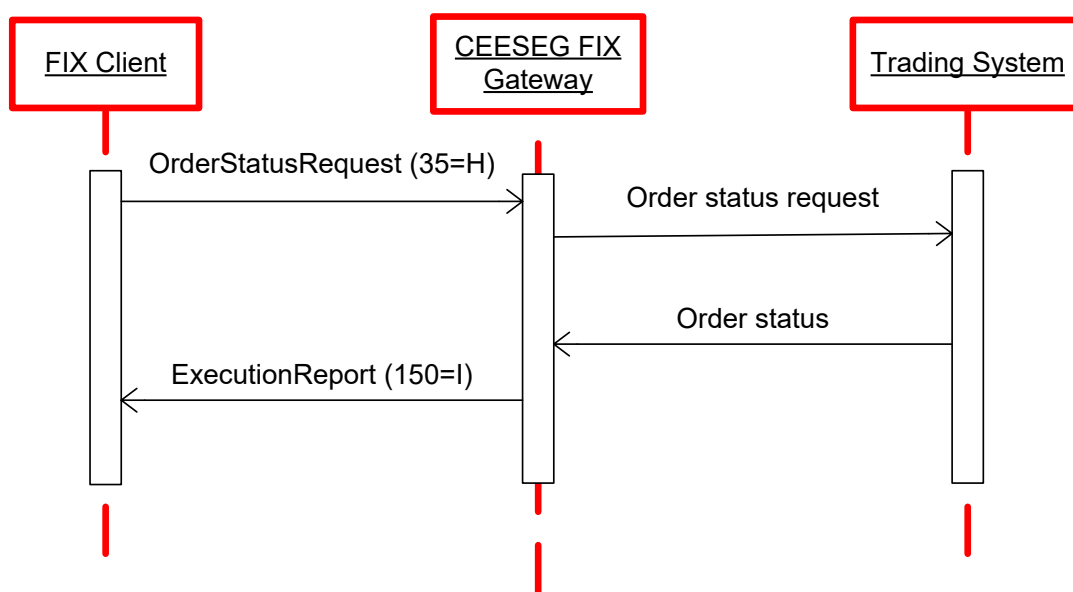 FIX Client
CEESEG FIX
Gateway
Trading System
OrderStatusRequest (35=H)
Order status request
Order status
ExecutionReport (150=I)